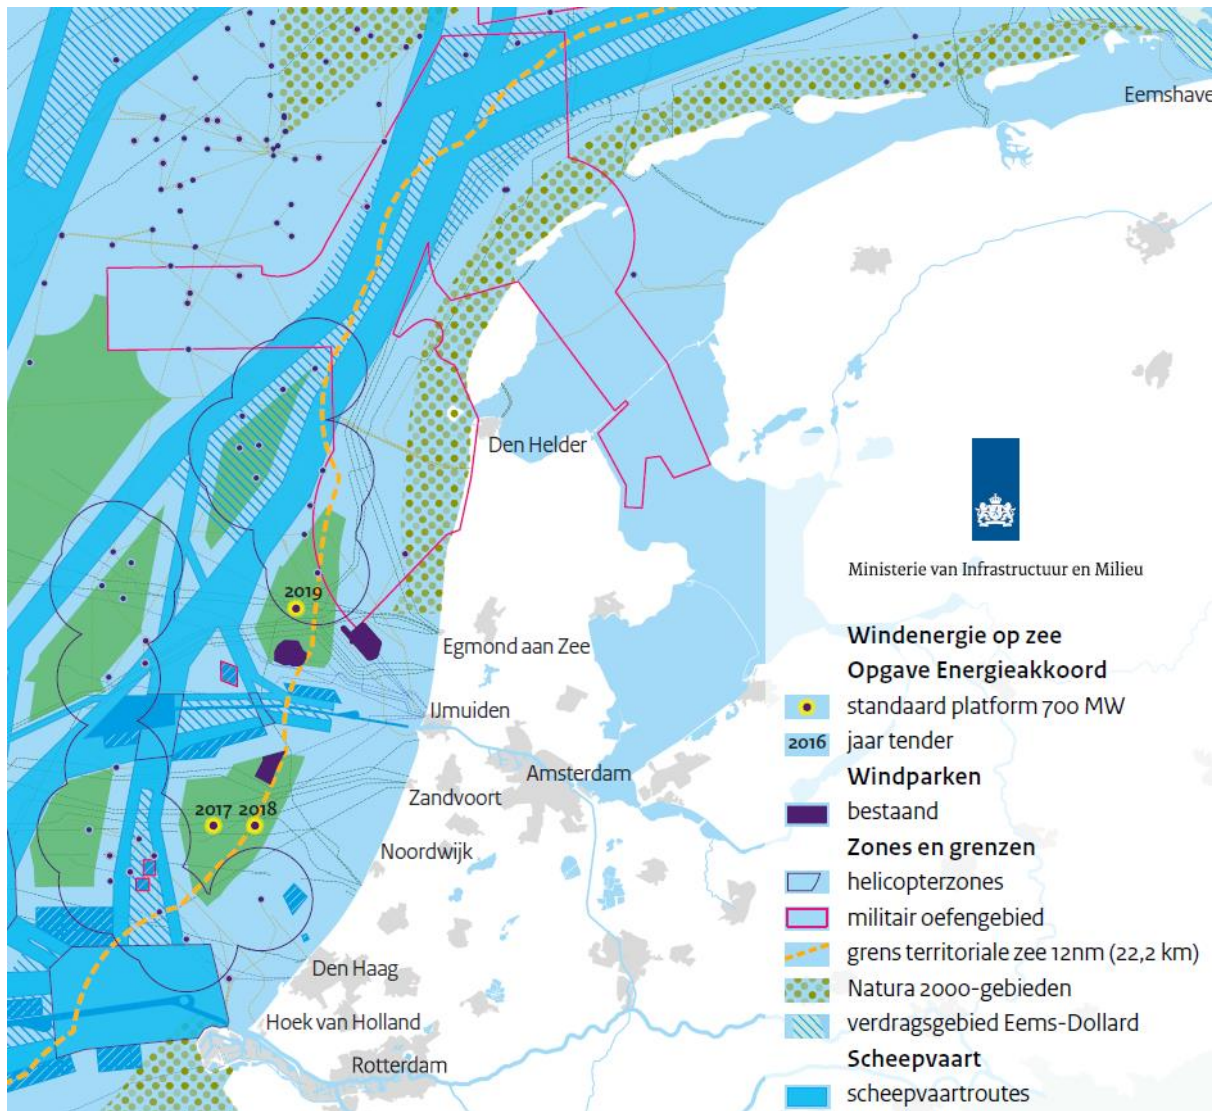 Eemshave
Den Helder
2019
Egmond aan Zee
IJmuiden
Amsterdam
Zandvoort
2017 2018
Noordwijk
Den Haag
Hoek van Holland
Rotterdam
Ministerie van Infrastructuur en Milieu
Windenergie op zee
Opgave Energieakkoord
standaard platform 700 MW
2016 jaar tender
Windparken
bestaand
Zones en grenzen
helicopterzones
militair oefengebied
grens territoriale zee 12nm (22,2 km)
Natura 2000-gebieden
verdragsgebied Eems-Dollard
Scheepvaart
scheepvaartroutes